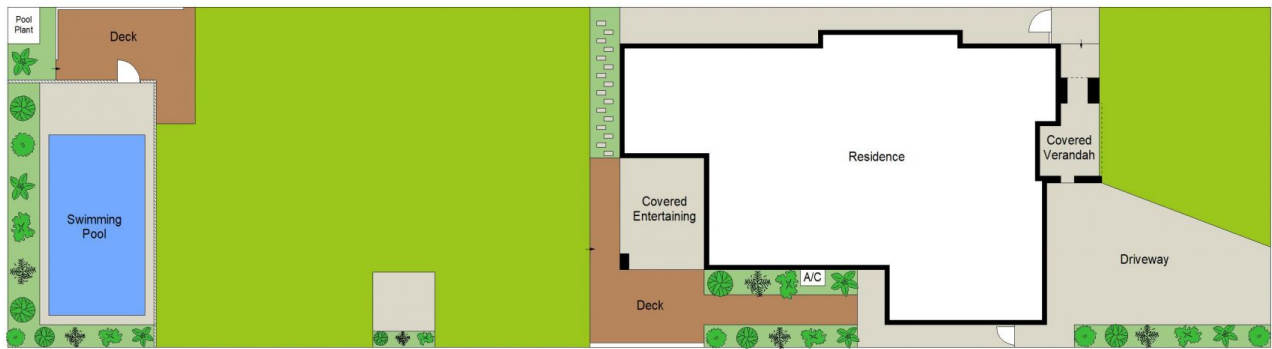 Pool
Plant
Deck
Swimming
Pool
Covered
Entertaining
Deck
A/C
Residence
Covered
Verandah
Driveway